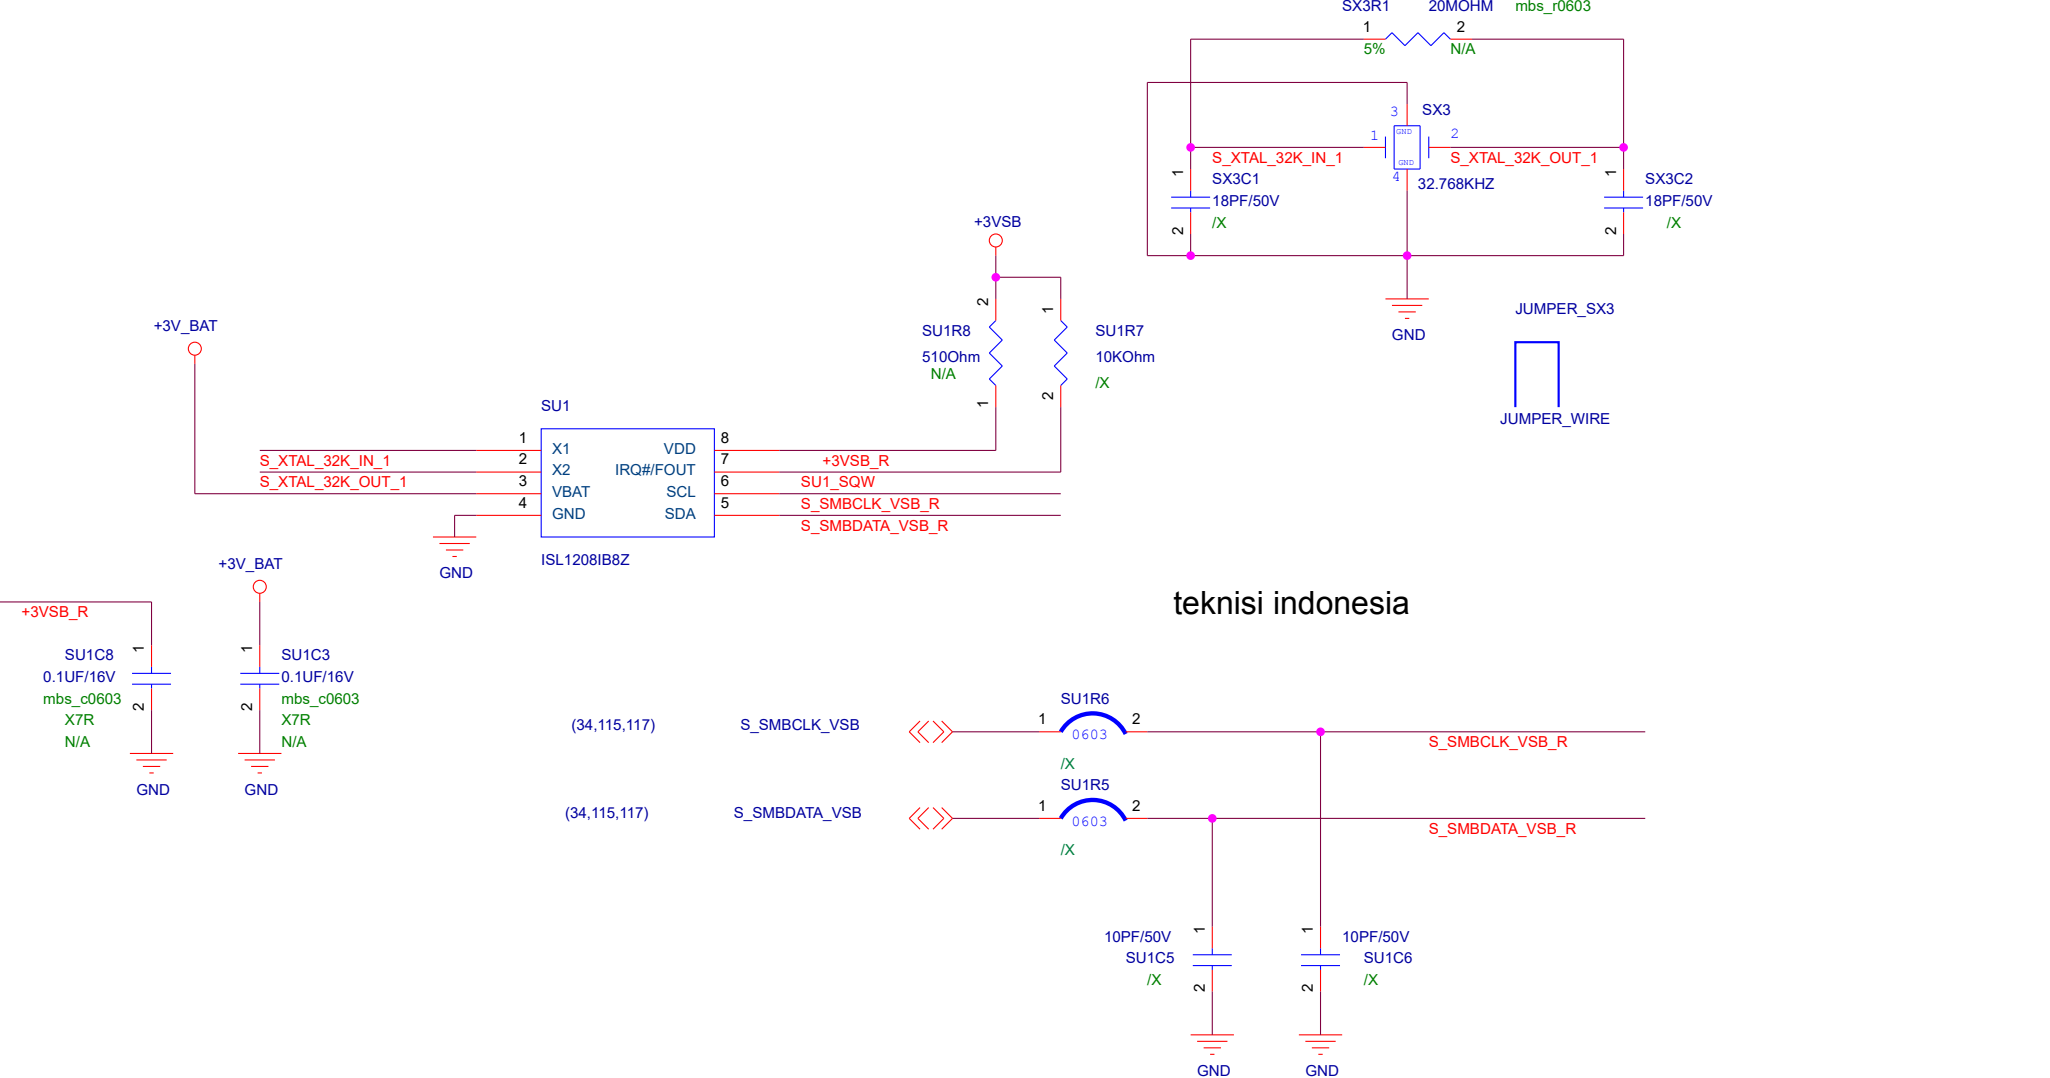 SX3R1 20MOHM mbs_r0603
1 2
5% N/A
3 SX3
GND
1 2
S_XTAL_32K_IN_1 S_XTAL_32K_OUT_1
GND
4 32.768KHZ
1 SX3C1
18PF/50V
/X
2
1 SX3C2
18PF/50V
/X
2
GND
JUMPER_SX3
JUMPER_WIRE
+3VSB
2 1
SU1R8
510Ohm
N/A
1
SU1R7
10KOhm
/X
2
+3V_BAT
SU1
1 X1 VDD 8
S_XTAL_32K_IN_1 +3VSB_R
2 X2 IRQ#/FOUT 7
S_XTAL_32K_OUT_1 SU1_SQW
3 VBAT SCL 6
S_SMBCLK_VSB_R
4 GND SDA 5
S_SMBDATA_VSB_R
GND
ISL1208IB8Z
+3VSB_R
1
SU1C8
0.1UF/16V
mbs_c0603
X7R
N/A
2
GND
+3V_BAT
1
SU1C3
0.1UF/16V
mbs_c0603
X7R
N/A
2
GND
teknisi indonesia
SU1R6
(34,115,117) S_SMBCLK_VSB 1 2
0603
S_SMBCLK_VSB_R
/X
SU1R5
(34,115,117) S_SMBDATA_VSB 1 2
0603
S_SMBDATA_VSB_R
/X
1
10PF/50V
SU1C5
/X
2
GND
1
10PF/50V
SU1C6
/X
2
GND